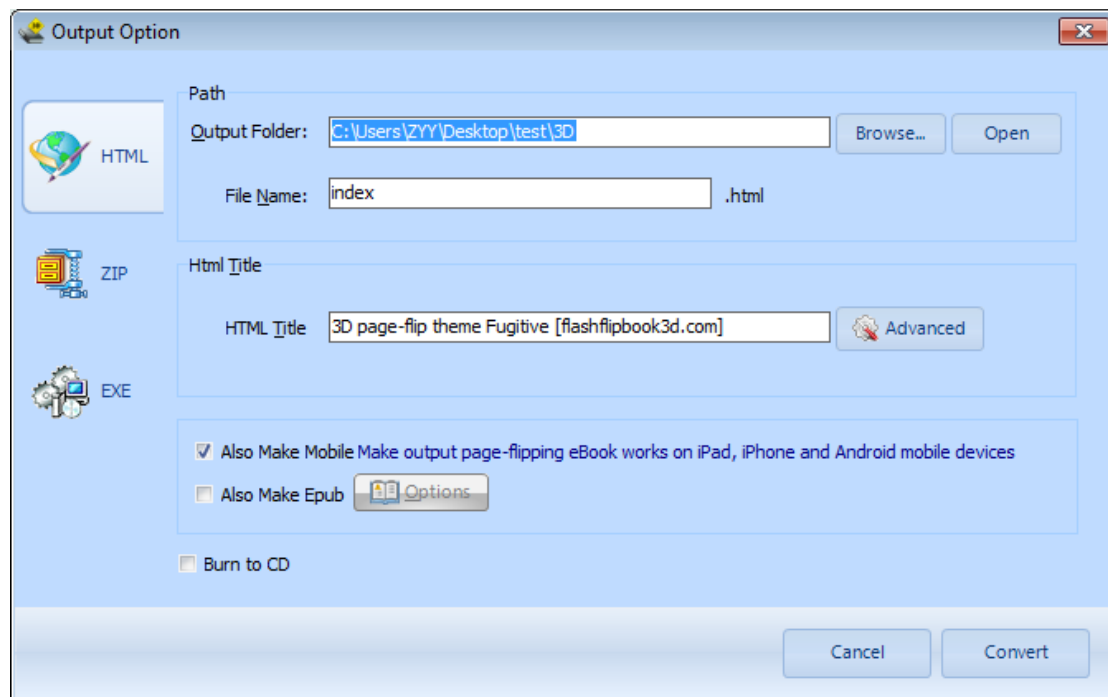 Output Option
Path
Output Folder: C:\Users\ZYY\Desktop\test\3D Browse... Open
HTML
File Name: index .html
Html Title
ZIP
HTML Title 3D page-flip theme Fugitive [flashflipbook3d.com] Advanced
EXE
Also Make Mobile Make output page-flipping eBook works on iPad, iPhone and Android mobile devices
Also Make Epub Options
Burn to CD
Cancel Convert